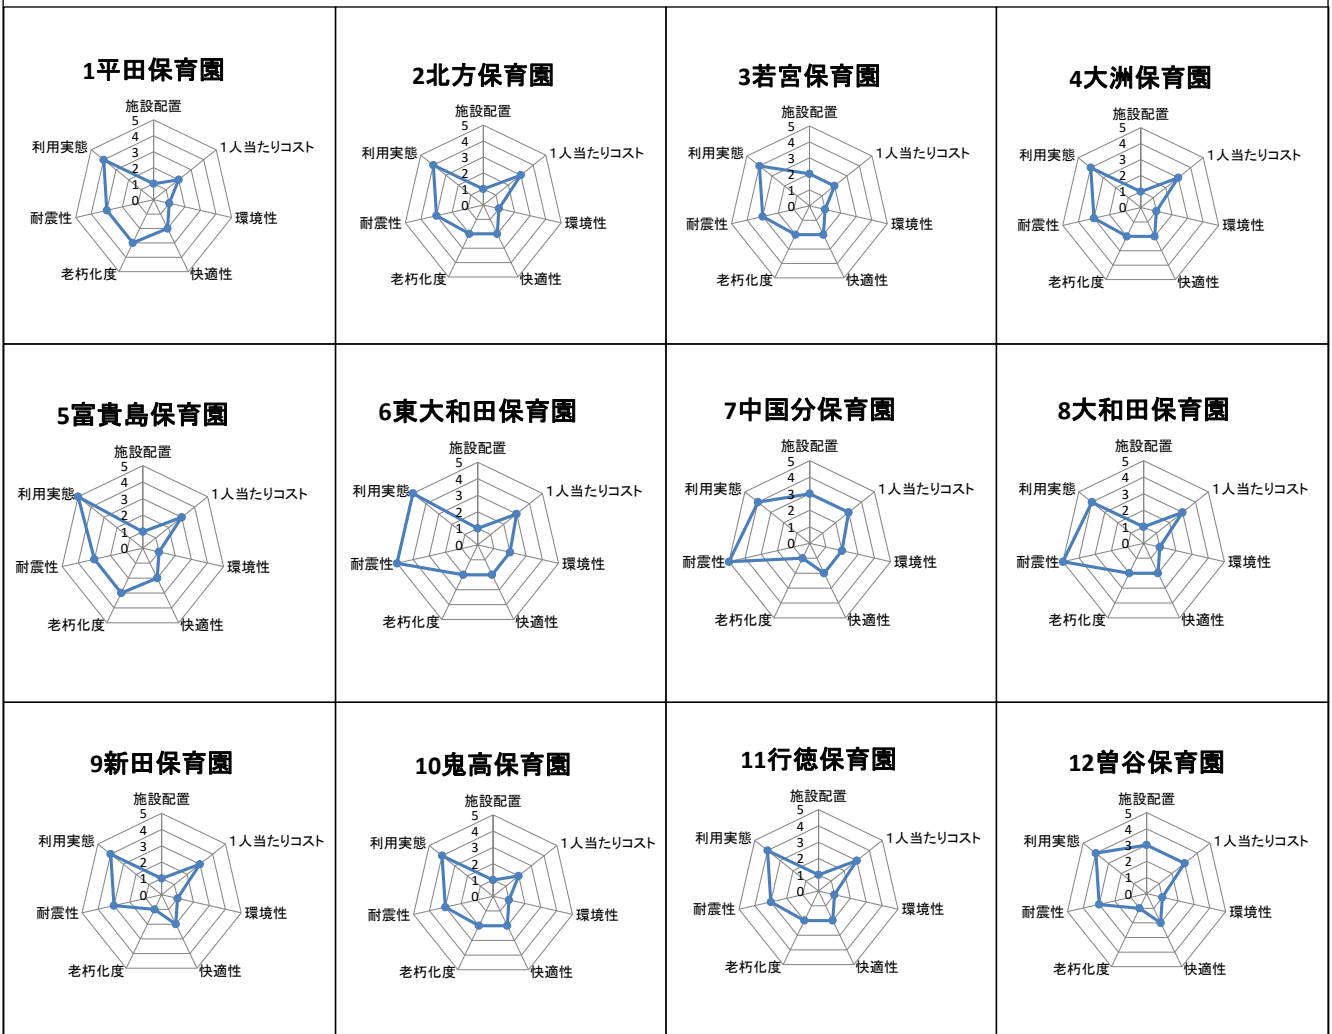 1平田保育園
施設配置
5
4
3
2
1
0
1人当たりコスト
環境性
快適性
老朽化度
耐震性
利用実態
2北方保育園
施設配置
5
4
3
2
1
0
1人当たりコスト
環境性
快適性
老朽化度
耐震性
利用実態
3若宮保育園
施設配置
5
4
3
2
1
0
1人当たりコスト
環境性
快適性
老朽化度
耐震性
利用実態
4大洲保育園
施設配置
5
4
3
2
1
0
1人当たりコスト
環境性
快適性
老朽化度
耐震性
利用実態
5富貴島保育園
施設配置
5
4
3
2
1
0
1人当たりコスト
環境性
快適性
老朽化度
耐震性
利用実態
6東大和田保育園
施設配置
5
4
3
2
1
0
1人当たりコスト
環境性
快適性
老朽化度
耐震性
利用実態
7中国分保育園
施設配置
5
4
3
2
1
0
1人当たりコスト
環境性
快適性
老朽化度
耐震性
利用実態
8大和田保育園
施設配置
5
4
3
2
1
0
1人当たりコスト
環境性
快適性
老朽化度
耐震性
利用実態
9新田保育園
施設配置
5
4
3
2
1
0
1人当たりコスト
環境性
快適性
老朽化度
耐震性
利用実態
10鬼高保育園
施設配置
5
4
3
2
1
0
1人当たりコスト
環境性
快適性
老朽化度
耐震性
利用実態
11行徳保育園
施設配置
5
4
3
2
1
0
1人当たりコスト
環境性
快適性
老朽化度
耐震性
利用実態
12曽谷保育園
施設配置
5
4
3
2
1
0
1人当たりコスト
環境性
快適性
老朽化度
耐震性
利用実態